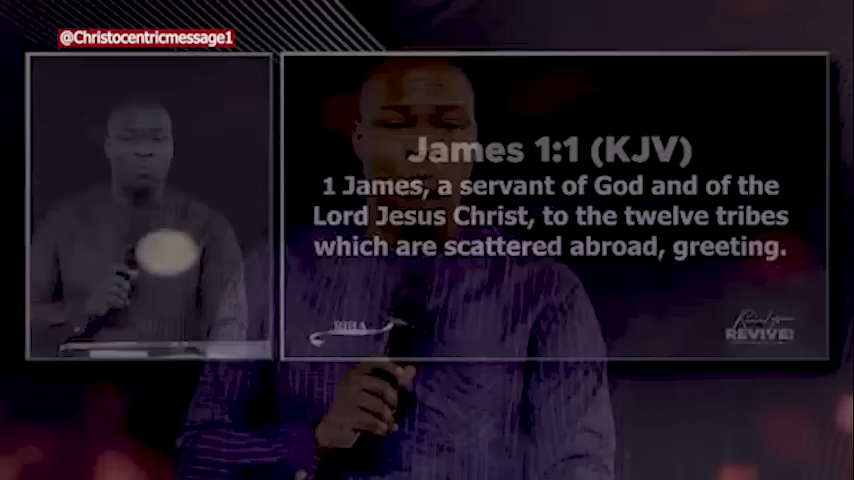 @Christocentricmessage1
James 1:1 (KJV)
1 James, a servant of God and of the
Lord Jesus Christ, to the twelve tribes
which are scattered abroad, greeting.
REVIVE!